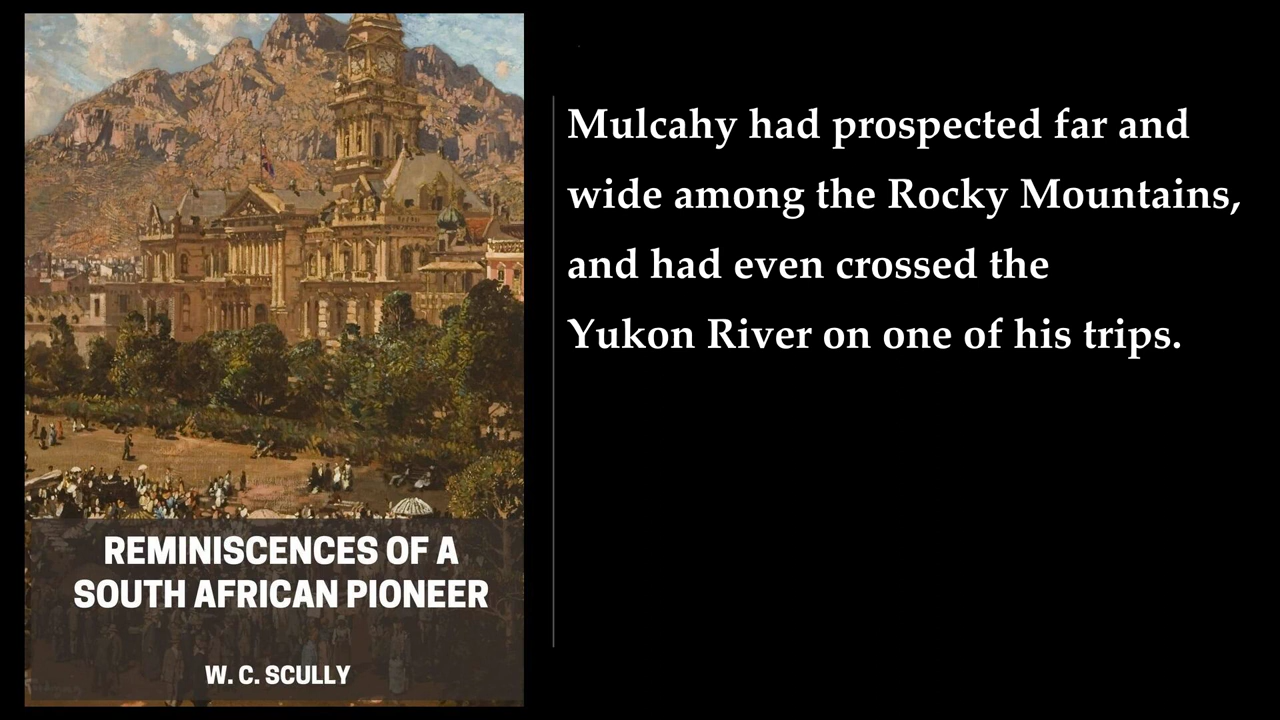 Mulcahy had prospected far and
wide among the Rocky Mountains,
and had even crossed the
Yukon River on one of his trips.
REMINISCENCES OF A
SOUTH AFRICAN PIONEER
W. C. SCULLY